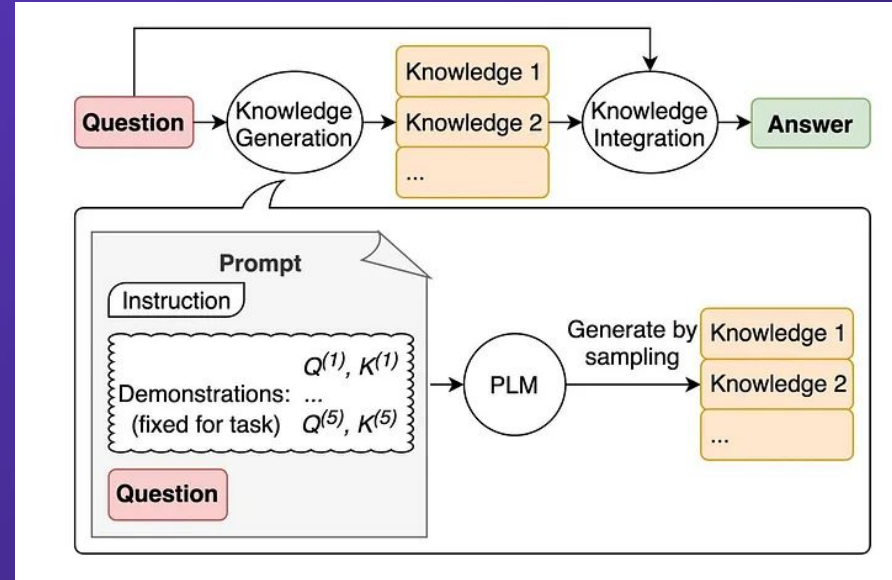 Question
Knowledge
Generation
Knowledge 1
Knowledge 2
...
Knowledge
Integration
Answer
Prompt
Instruction
Q(1), K(1)
Demonstrations: ...
(fixed for task) Q(5), K(5)
Question
PLM
Generate by
sampling
Knowledge 1
Knowledge 2
...